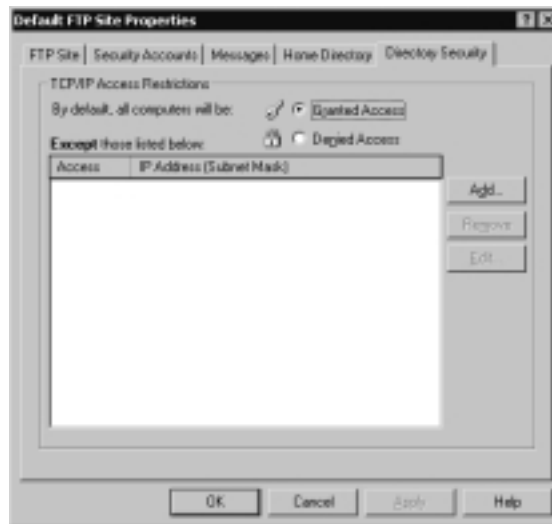 Default FTP Site Properties
FTP Site | Security Accounts | Messages | Home Directory | Directory Security
TCP/IP Access Restrictions
By default, all computers will be:
Granted Access
Denied Access
Except those listed below:
Access IP Address (Subnet Mask)
Add...
Remove
Edit...
OK Cancel Apply Help